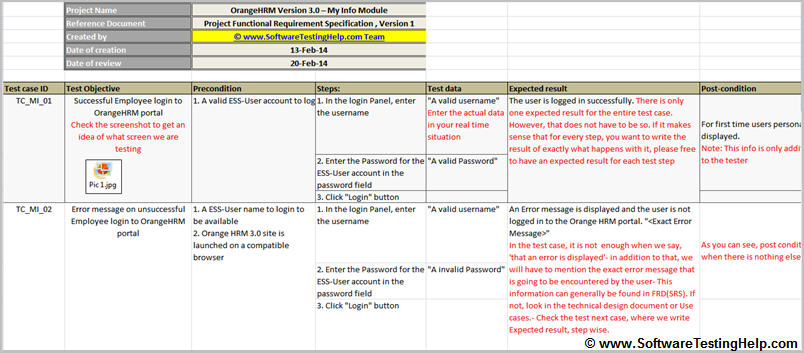 Project Name OrangeHRM Version 3.0 – My Info Module
Reference Document Project Functional Requirement Specification , Version 1
Created by © www.SoftwareTestingHelp.com Team
Date of creation 13-Feb-14
Date of review 20-Feb-14
Test case ID Test Objective Precondition Steps: Test data Expected result Post-condition
TC_MI_01
Successful Employee login to
OrangeHRM portal
Check the screenshot to get an
idea of what screen we are
testing
Pic 1.jpg
1. A valid ESS-User account to log
1. In the login Panel, enter
the username
"A valid username"
Enter the actual data
in your real time
situation
2. Enter the Password for the
ESS-User account in the
password field
"A valid Password"
3. Click "Login" button
The user is logged in successfully. There is only
one expected result for the entire test case.
However, that does not have to be so. If it makes
sense that for every step, you want to write the
result of exactly what happens with it, please free
to have an expected result for each test step
For first time users persona
displayed.
Note: This info is only addi
to the tester
TC_MI_02
Error message on unsuccessful
Employee login to OrangeHRM
portal
1. A ESS-User name to login to
be available
2. Orange HRM 3.0 site is
launched on a compatible
browser
1. In the login Panel, enter
the username
"A valid username"
2. Enter the Password for the
ESS-User account in the
password field
"A invalid Password"
3. Click "Login" button
An Error message is displayed and the user is not
logged in to the Orange HRM portal. "<Exact Error
Message>"
In the test case, it is not enough when we say,
'that an error is displayed'- in addition to that, we
will have to mention the exact error message that
is going to be encountered by the user- This
information can generally be found in FRD(SRS). If
not, look in the technical design document or Use
cases.- Check the test next case, where we write
Expected result, step wise.
As you can see, post condit
when there is nothing else
© www.SoftwareTestingHelp.com